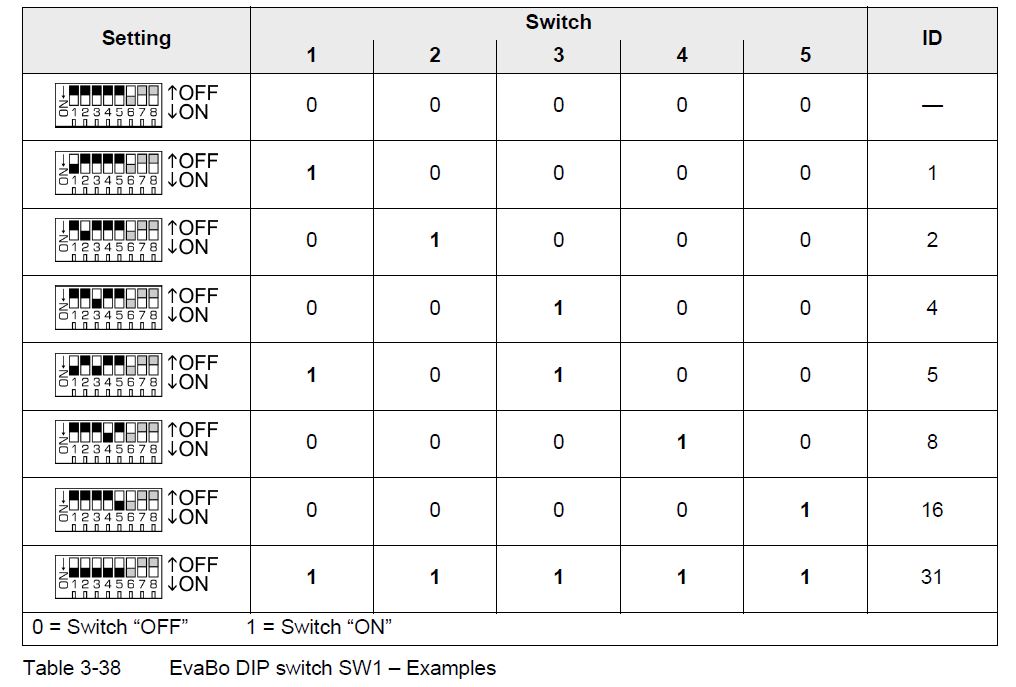 Setting Switch ID
1 2 3 4 5
ON ↓ 1 2 3 4 5 6 7 8 ↑OFF ↓ON 0 0 0 0 0 —
ON ↓ 1 2 3 4 5 6 7 8 ↑OFF ↓ON 1 0 0 0 0 1
ON ↓ 1 2 3 4 5 6 7 8 ↑OFF ↓ON 0 1 0 0 0 2
ON ↓ 1 2 3 4 5 6 7 8 ↑OFF ↓ON 0 0 1 0 0 4
ON ↓ 1 2 3 4 5 6 7 8 ↑OFF ↓ON 1 0 1 0 0 5
ON ↓ 1 2 3 4 5 6 7 8 ↑OFF ↓ON 0 0 0 1 0 8
ON ↓ 1 2 3 4 5 6 7 8 ↑OFF ↓ON 0 0 0 0 1 16
ON ↓ 1 2 3 4 5 6 7 8 ↑OFF ↓ON 1 1 1 1 1 31
0 = Switch “OFF” 1 = Switch “ON”
Table 3-38 EvaBo DIP switch SW1 – Examples